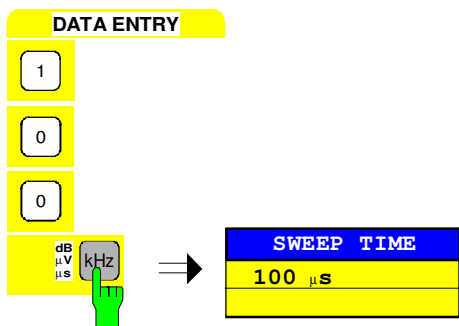 DATA ENTRY
1
0
0
dB
µV
µs
kHz
SWEEP TIME
100 µs